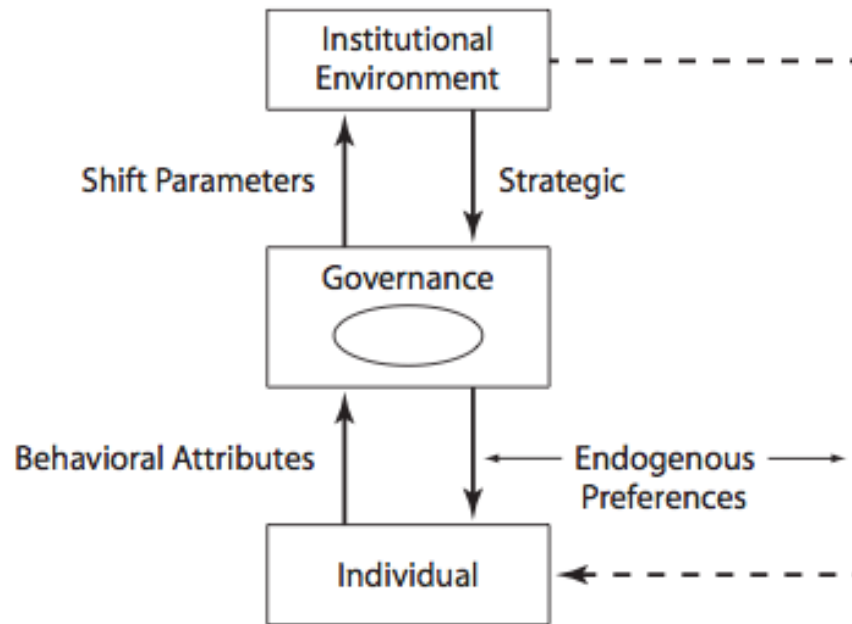 Institutional
Environment
Shift Parameters
Strategic
Governance
Behavioral Attributes
Endogenous
Preferences
Individual